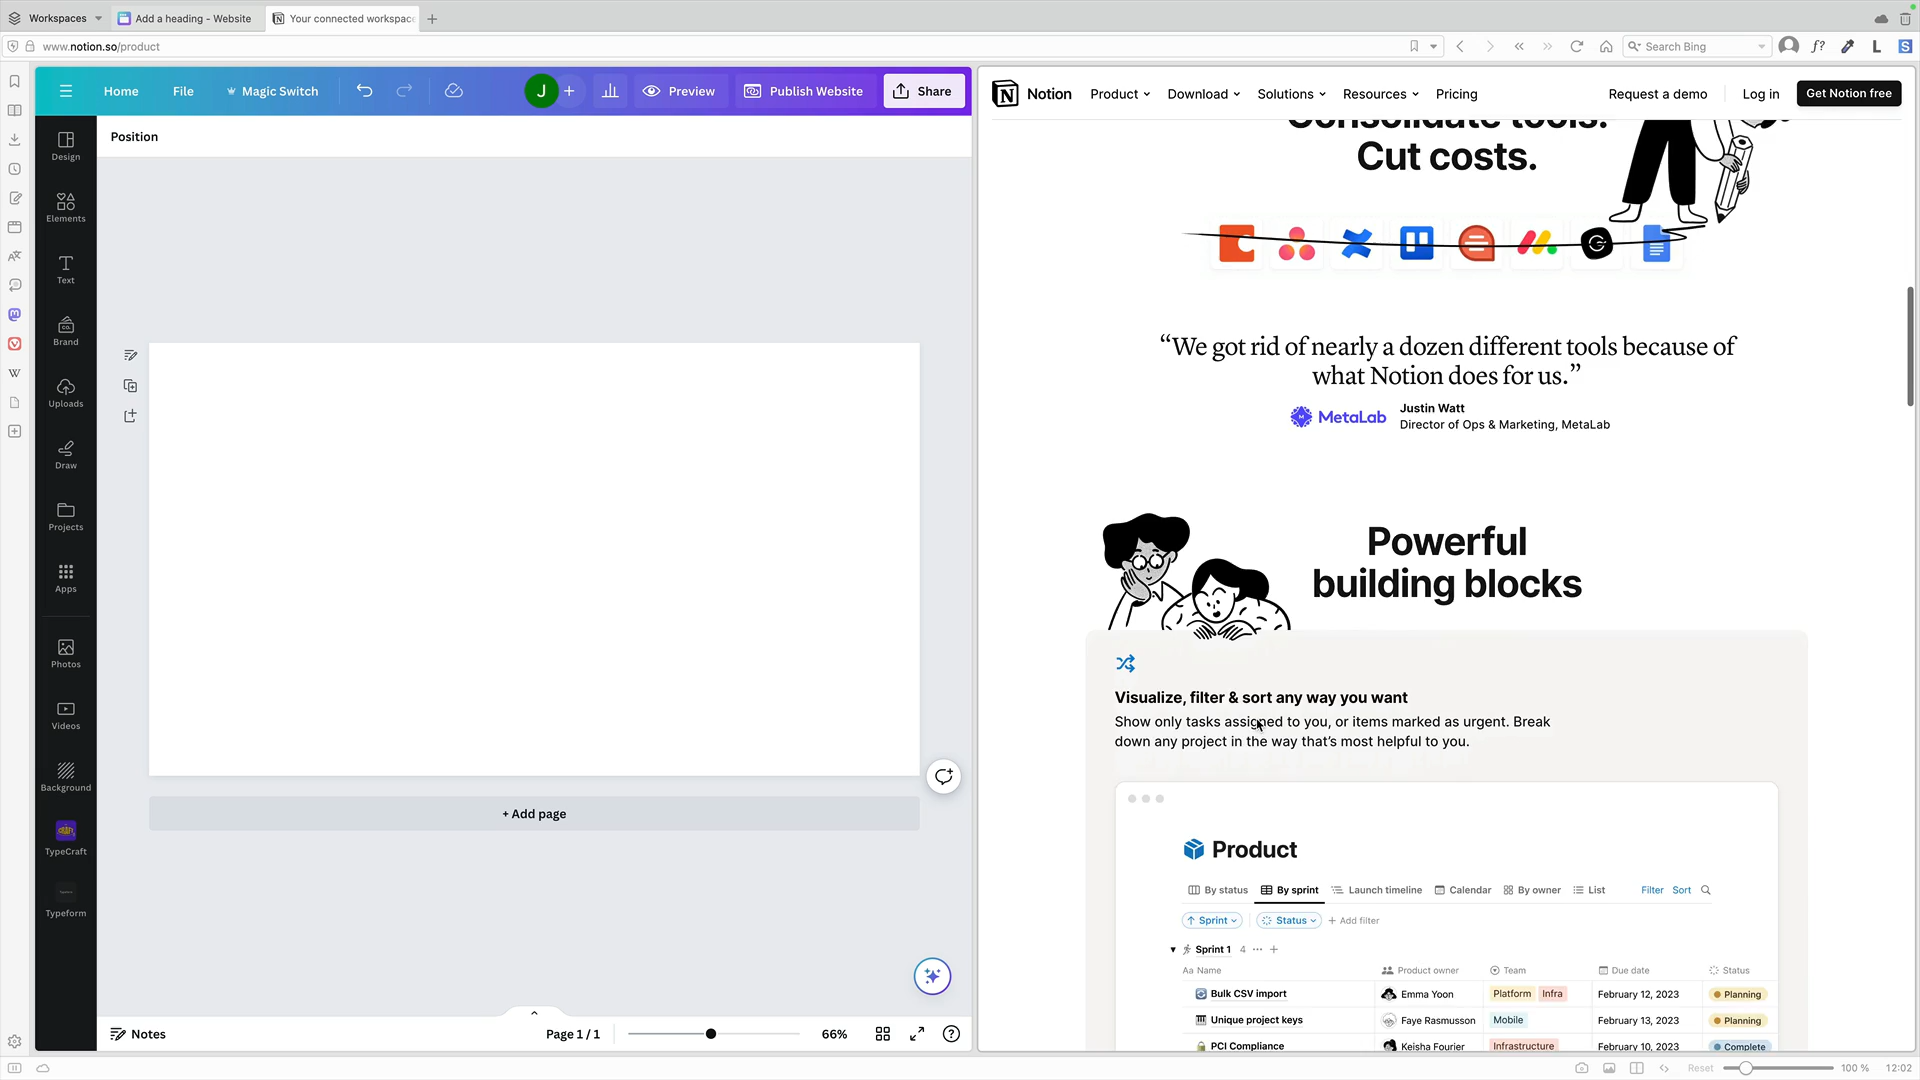 Workspaces
Add a heading - Website
Your connected workspac
www.notion.so/product
Search Bing
Home
File
Magic Switch
J
Preview
Publish Website
Share
Position
Design
Elements
Text
Brand
Uploads
Draw
Projects
Apps
Photos
Videos
Background
TypeCraft
Typeform
+ Add page
Notes
Page 1 / 1
66%
Notion
Product
Download
Solutions
Resources
Pricing
Request a demo
Log in
Get Notion free
Consolidate tools.
Cut costs.
“We got rid of nearly a dozen different tools because of
what Notion does for us.”
MetaLab
Justin Watt
Director of Ops & Marketing, MetaLab
Powerful
building blocks
Visualize, filter & sort any way you want
Show only tasks assigned to you, or items marked as urgent. Break
down any project in the way that’s most helpful to you.
Product
By status
By sprint
Launch timeline
Calendar
By owner
List
Filter
Sort
Sprint
Status
+ Add filter
Sprint 1 4 ... +
Aa Name
Product owner
Team
Due date
Status
Bulk CSV import Emma Yoon Platform Infra February 12, 2023 Planning
Unique project keys Faye Rasmusson Mobile February 13, 2023 Planning
PCI Compliance Keisha Fourier Infrastructure February 10, 2023 Complete
Reset
100 %
12:02